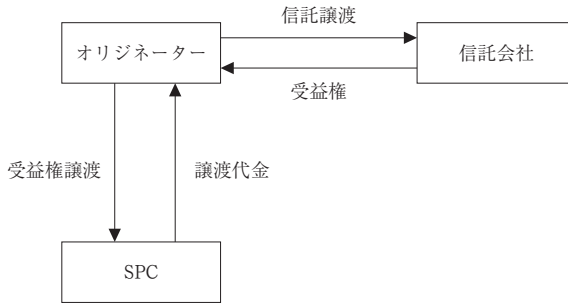 信託譲渡
オリジネーター
信託会社
受益権
受益権譲渡
譲渡代金
SPC